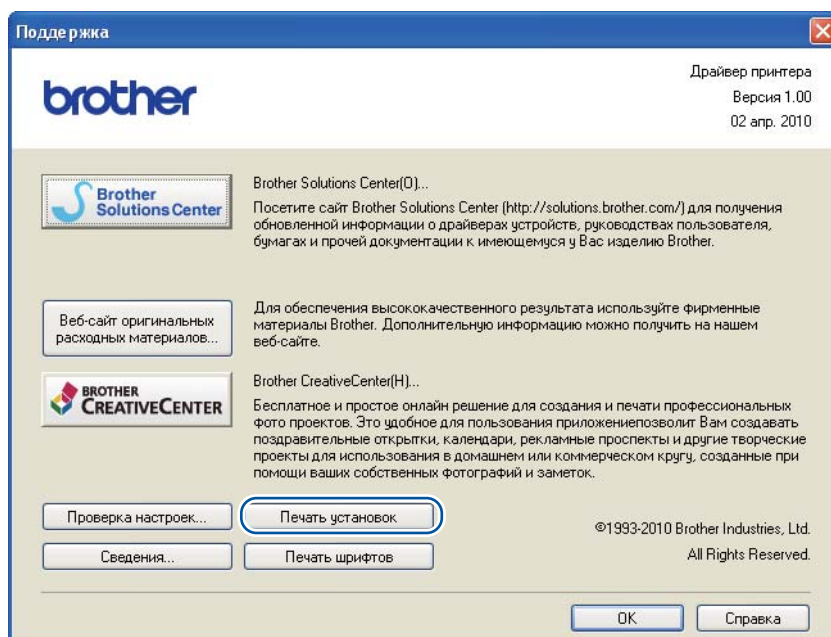 Поддержка
brother
Драйвер принтера
Версия 1.00
02 апр. 2010
Brother
Solutions Center
Brother Solutions Center(O)...
Посетите сайт Brother Solutions Center (http://solutions.brother.com/) для получения
обновленной информации о драйверах устройств, руководствах пользователя,
бумагах и прочей документации к имеющемуся у Вас изделию Brother.
Веб-сайт оригинальных
расходных материалов...
Для обеспечения высококачественного результата используйте фирменные
материалы Brother. Дополнительную информацию можно получить на нашем
веб-сайте.
BROTHER
CREATIVECENTER
Brother CreativeCenter(H)...
Бесплатное и простое онлайн решение для создания и печати профессиональных
фото проектов. Это удобное для пользования приложениепозволит Вам создавать
поздравительные открытки, календари, рекламные проспекты и другие творческие
проекты для использования в домашнем или коммерческом кругу, созданные при
помощи ваших собственных фотографий и заметок.
Проверка настроек...
Печать установок
Сведения...
Печать шрифтов
©1993-2010 Brother Industries, Ltd.
All Rights Reserved.
OK
Справка